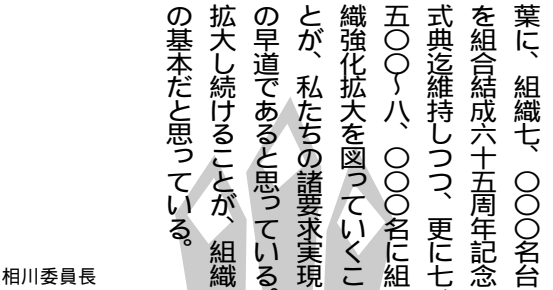 葉に、組織七、〇〇〇名台
を組合結成六十五周年記念
式典迄維持しつつ、更に七、
五〇〇〜八、〇〇〇名に組
織強化拡大を図っていくこ
とが、私たちの諸要求実現
の早道であると思っている。
拡大し続けることが、組織
の基本だと思っている。
相川委員長